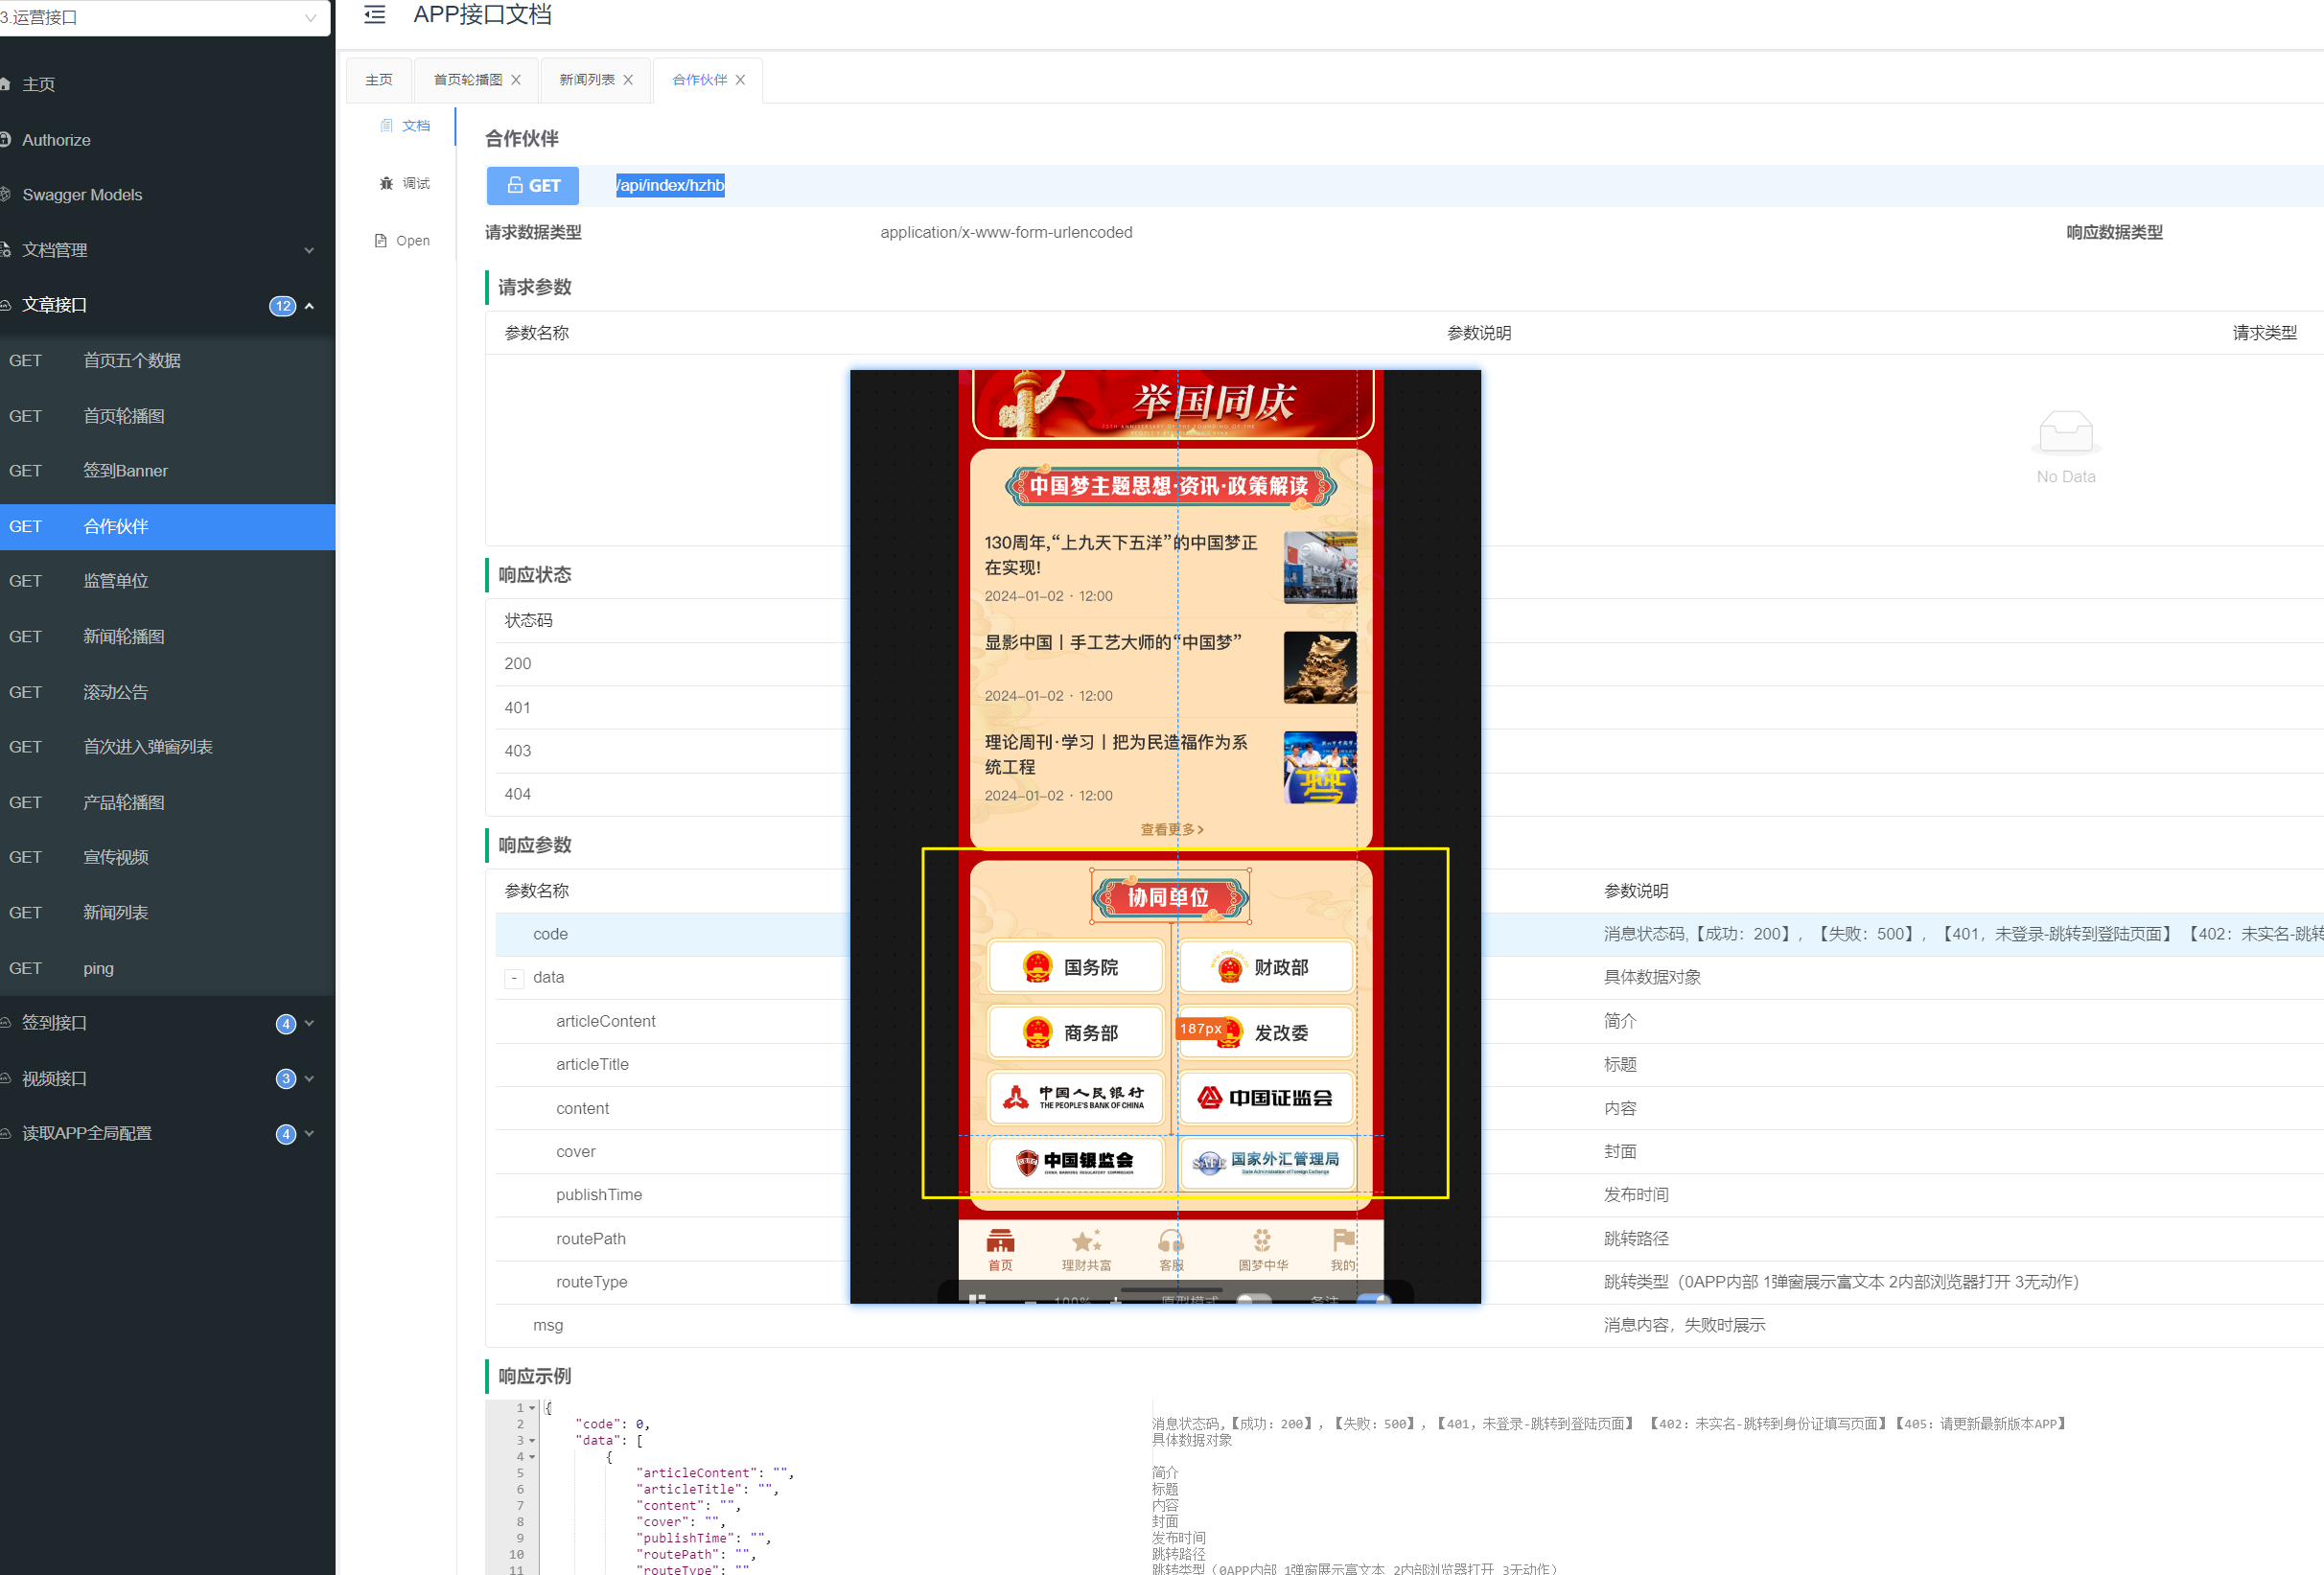 3.运营接口
主页
Authorize
Swagger Models
文档管理
文章接口 12
GET 首页五个数据
GET 首页轮播图
GET 签到Banner
GET 合作伙伴
GET 监管单位
GET 新闻轮播图
GET 滚动公告
GET 首次进入弹窗列表
GET 产品轮播图
GET 宣传视频
GET 新闻列表
GET ping
签到接口 4
视频接口 3
读取APP全局配置 4
APP接口文档
主页 首页轮播图 新闻列表 合作伙伴
文档
调试
Open
合作伙伴
GET /api/index/hzhb
请求数据类型 application/x-www-form-urlencoded 响应数据类型
请求参数
参数名称 参数说明 请求类型
No Data
响应状态
状态码
200
401
403
404
响应参数
参数名称 参数说明
code 消息状态码,【成功：200】,【失败：500】,【401，未登录-跳转到登陆页面】 【402：未实名-跳转
- data 具体数据对象
articleContent 简介
articleTitle 标题
content 内容
cover 封面
publishTime 发布时间
routePath 跳转路径
routeType 跳转类型（0APP内部 1弹窗展示富文本 2内部浏览器打开 3无动作）
msg 消息内容，失败时展示
举国同庆
中国梦主题思想·资讯·政策解读
130周年,“上九天下五洋”的中国梦正
在实现!
2024-01-02 · 12:00
显影中国丨手工艺大师的“中国梦”
2024-01-02 · 12:00
理论周刊·学习丨把为民造福作为系
统工程
2024-01-02 · 12:00
查看更多
协同单位
国务院 财政部
商务部 187px 发改委
中国人民银行 THE PEOPLE'S BANK OF CHINA 中国证监会
中国银监会 SAFE 国家外汇管理局
首页 理财共富 客服 圆梦中华 我的
100% 原型模式 备注
响应示例
1 {
2 "code": 0, 消息状态码,【成功：200】,【失败：500】,【401，未登录-跳转到登陆页面】 【402：未实名-跳转到身份证填写页面】【405：请更新最新版本APP】
3 "data": [ 具体数据对象
4 {
5 "articleContent": "", 简介
6 "articleTitle": "", 标题
7 "content": "", 内容
8 "cover": "", 封面
9 "publishTime": "", 发布时间
10 "routePath": "", 跳转路径
11 "routeType": "" 跳转类型（0APP内部 1弹窗展示富文本 2内部浏览器打开 3无动作）